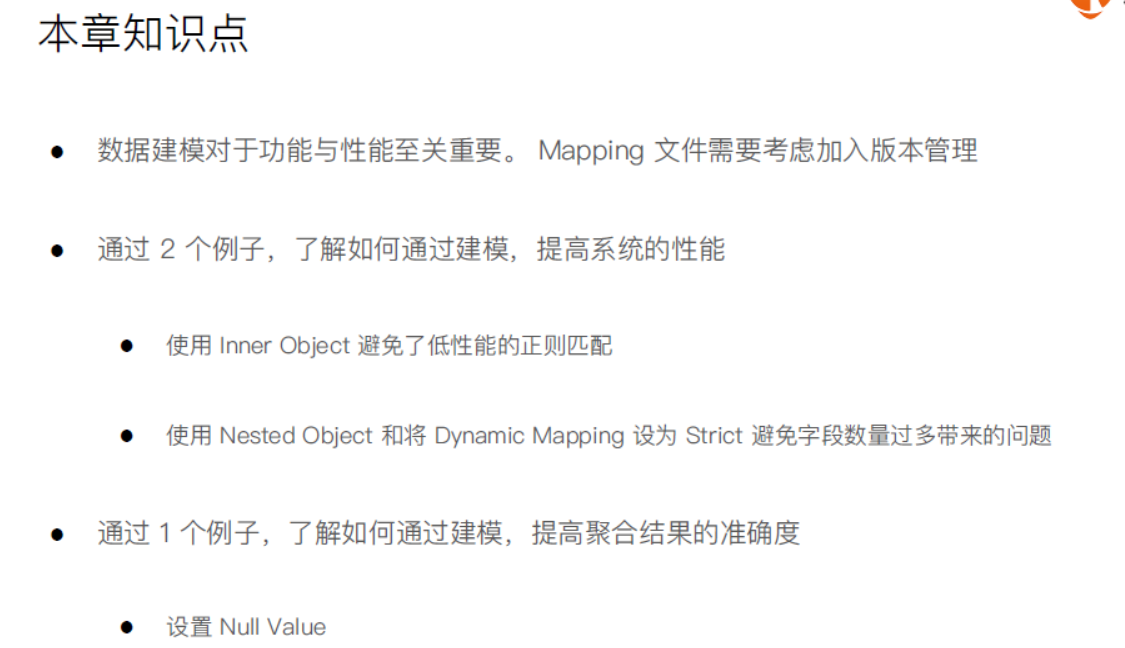 本章知识点
数据建模对于功能与性能至关重要。 Mapping 文件需要考虑加入版本管理
通过 2 个例子，了解如何通过建模，提高系统的性能
使用 Inner Object 避免了低性能的正则匹配
使用 Nested Object 和将 Dynamic Mapping 设为 Strict 避免字段数量过多带来的问题
通过 1 个例子，了解如何通过建模，提高聚合结果的准确度
设置 Null Value